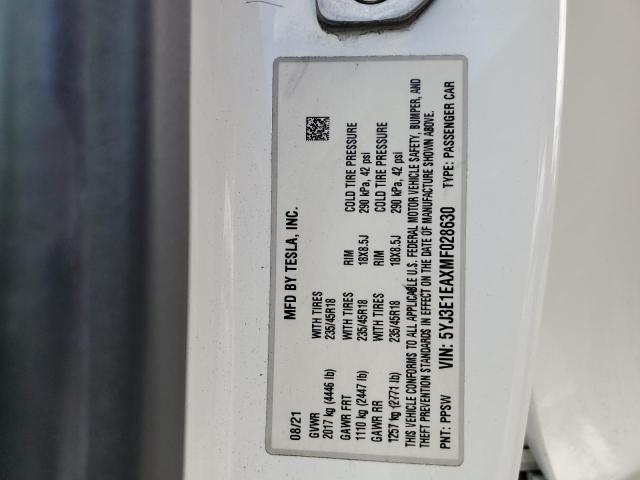 MFD BY TESLA, INC.
08/21
GVWR
2017 kg (4446 lb)
WITH TIRES
235/45R18
RIM
18X8.5J
COLD TIRE PRESSURE
290 kPa, 42 psi
GAWR FRT
1110 kg (2447 lb)
WITH TIRES
235/45R18
RIM
18X8.5J
COLD TIRE PRESSURE
290 kPa, 42 psi
GAWR RR
1257 kg (2771 lb)
THIS VEHICLE CONFORMS TO ALL APPLICABLE U.S. FEDERAL MOTOR VEHICLE SAFETY, BUMPER, AND
THEFT PREVENTION STANDARDS IN EFFECT ON THE DATE OF MANUFACTURE SHOWN ABOVE.
VIN: 5YJ3E1EAXMF028630
PNT: PPSW
TYPE: PASSENGER CAR